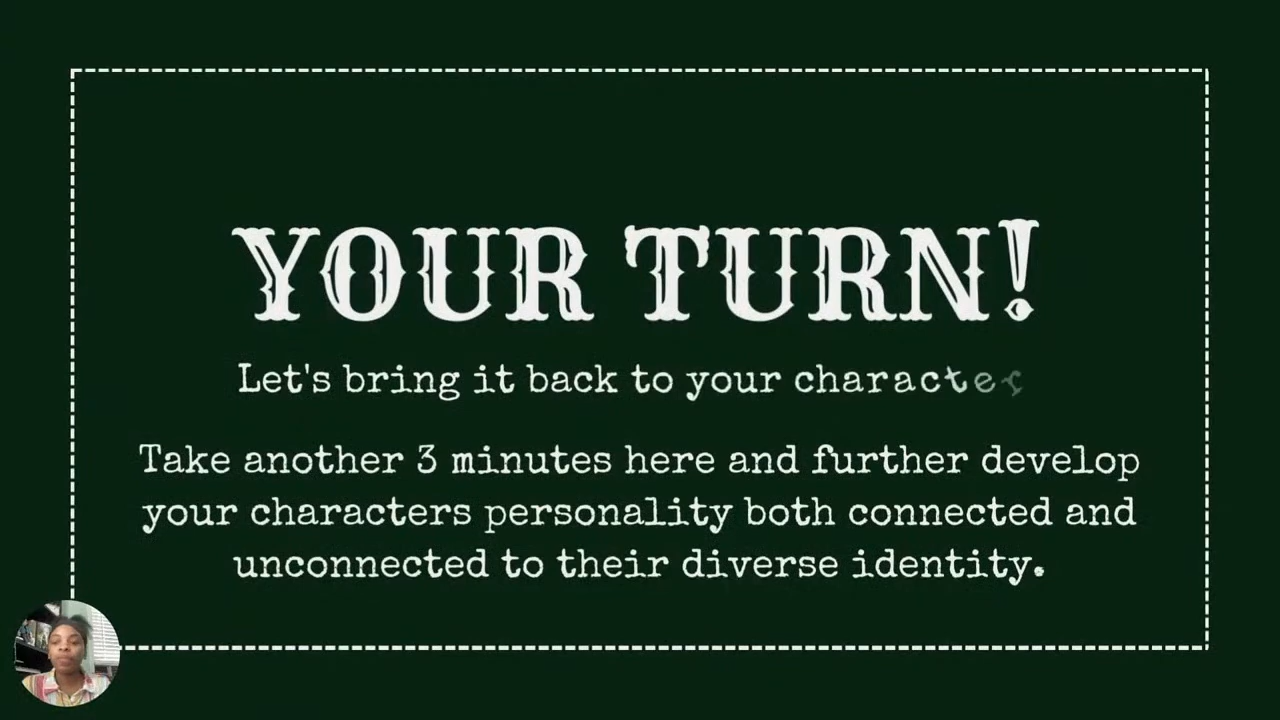 YOUR TURN!
Let's bring it back to your character
Take another 3 minutes here and further develop
your characters personality both connected and
unconnected to their diverse identity.